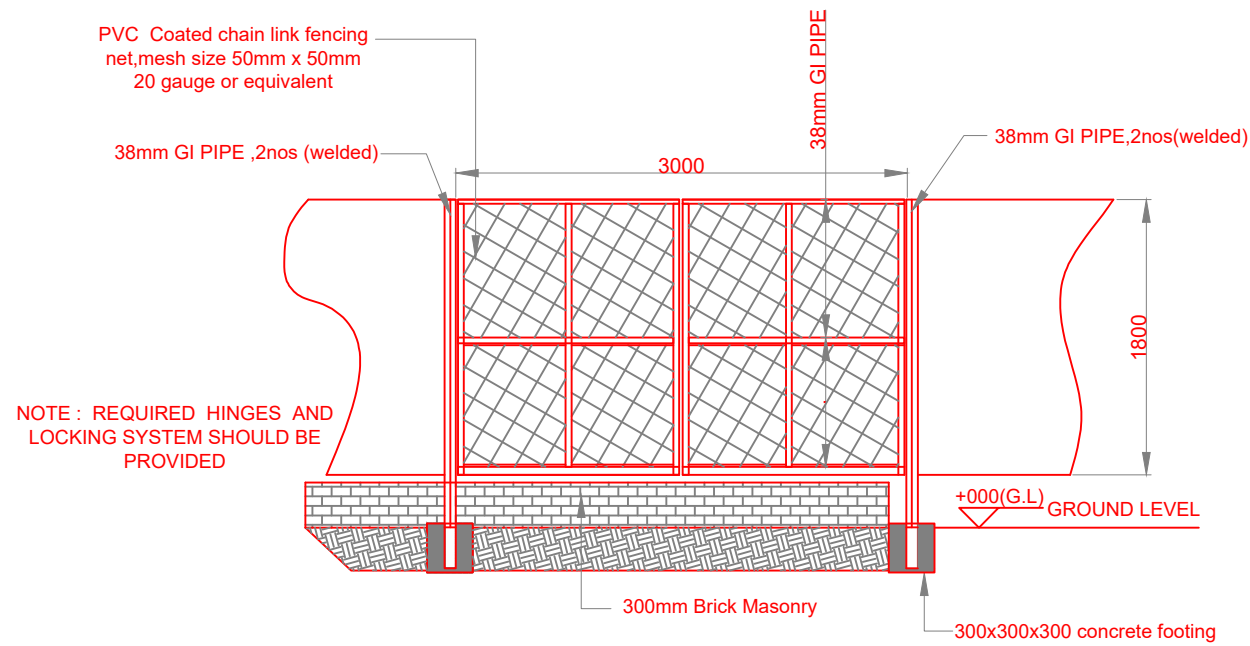 PVC Coated chain link fencing
net,mesh size 50mm x 50mm
20 gauge or equivalent
38mm GI PIPE
38mm GI PIPE ,2nos (welded)
38mm GI PIPE,2nos(welded)
3000
1800
NOTE : REQUIRED HINGES AND
LOCKING SYSTEM SHOULD BE
PROVIDED
+000(G.L)
GROUND LEVEL
300mm Brick Masonry
300x300x300 concrete footing